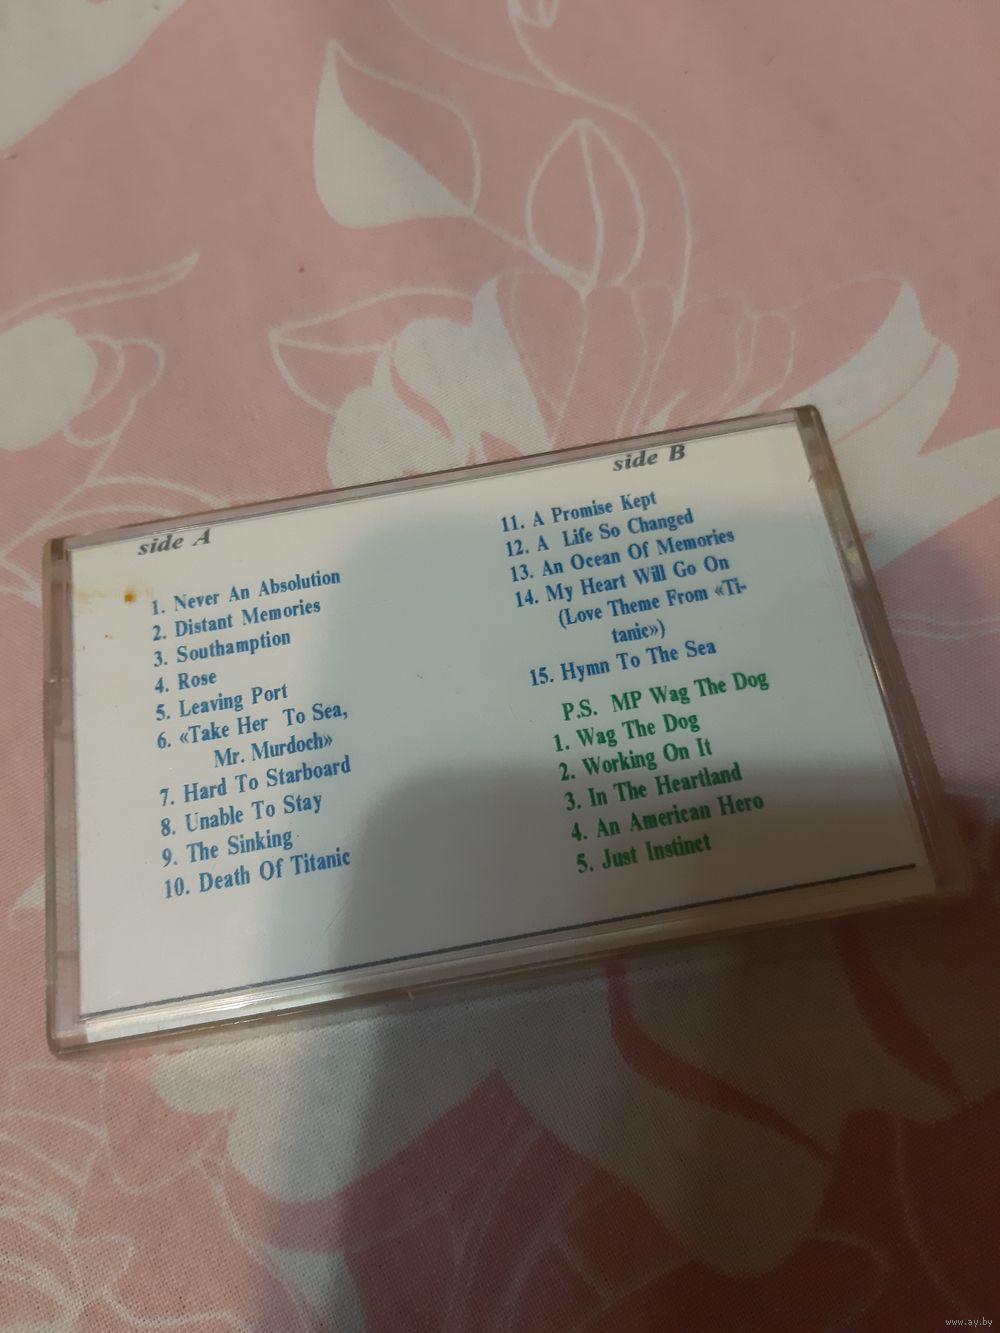 side A
1. Never An Absolution
2. Distant Memories
3. Southamption
4. Rose
5. Leaving Port
6. «Take Her To Sea,
Mr. Murdoch»
7. Hard To Starboard
8. Unable To Stay
9. The Sinking
10. Death Of Titanic
side B
11. A Promise Kept
12. A Life So Changed
13. An Ocean Of Memories
14. My Heart Will Go On
(Love Theme From «Ti-
tanic»)
15. Hymn To The Sea
P.S. MP Wag The Dog
1. Wag The Dog
2. Working On It
3. In The Heartland
4. An American Hero
5. Just Instinct
www.ay.by